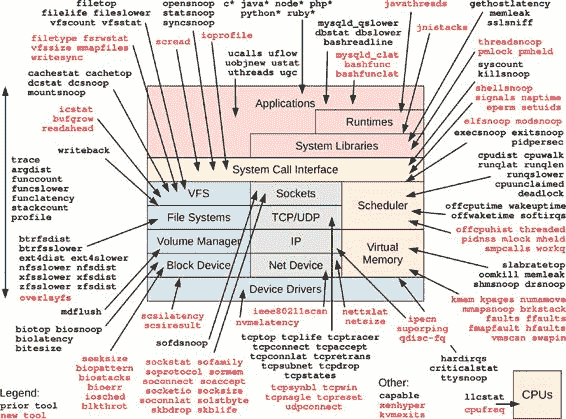 filetop
filelife fileslower
vfscount vfsstat
opensnoop
statsnoop
syncsnoop
c* java* node* php*
python* ruby*
javathreads
gethostlatency
memleak
sslsniff
filetype fsrwstat
vfssize mmapfiles
writesync
scread
ioprofile
ucalls uflow
uobjnew ustat
uthreads ugc
mysqld_qslower
dbstat dbslower
bashreadline
mysqld_clat
bashfunc
bashfunclat
jnistacks
threadsnoop
pmlock pmheld
syscount
killsnoop
cachestat cachetop
dcstat dcsnoop
mountsnoop
Applications
Runtimes
System Libraries
System Call Interface
shellsnoop
signals naptime
eperm setuids
elfsnoop modsnoop
execsnoop exitsnoop
pidpersec
icstat
bufgrow
readahead
writeback
trace
argdist
funccount
funcslower
funclatency
stackcount
profile
VFS
Sockets
Scheduler
File Systems
TCP/UDP
Volume Manager
IP
Virtual
Memory
Block Device
Net Device
Device Drivers
cpudist cpuwalk
runqlat runqlen
runqslower
cpuunclaimed
deadlock
offcputime wakeuptime
offwaketime softirqs
offcpuhist threaded
pidnss mlock mheld
smpcalls workq
btrfsdist
btrfsslower
ext4dist ext4slower
nfsslower nfsdist
xfsslower xfsdist
zfsslower zfsdist
overlayfs
mdflush
slabratetop
oomkill memleak
shmsnoop drsnoop
kmem kpages numamove
mmapsnoop brkstack
faults ffaults
fmapfault hfaults
vmscan swapin
biotop biosnoop
biolatency
bitesize
scsilatency
scsiresult
nvmelatency
ieee80211scan
nettxlat
netsize
ipecn
superping
qdisc-fq
sofdsnoop
tcptop tcplife tcptracer
tcpconnect tcpaccept
tcpconnlat tcpretrans
tcpsubnet tcpdrop
tcpstates
tcpsynbl tcpwin
tcpnagle tcpreset
udpconnect
hardirqs
criticalstat
ttysnoop
seeksize
biopattern
biostacks
bioerr
iosched
blkthrot
sockstat sofamily
soprotocol sormem
soconnect soaccept
socketio socksize
soconnlat solstbyte
skbdrop skblife
Legend:
prior tool
new tool
Other:
capable
xenhyper
kvmexits
llcstat
cpufreq
CPUs